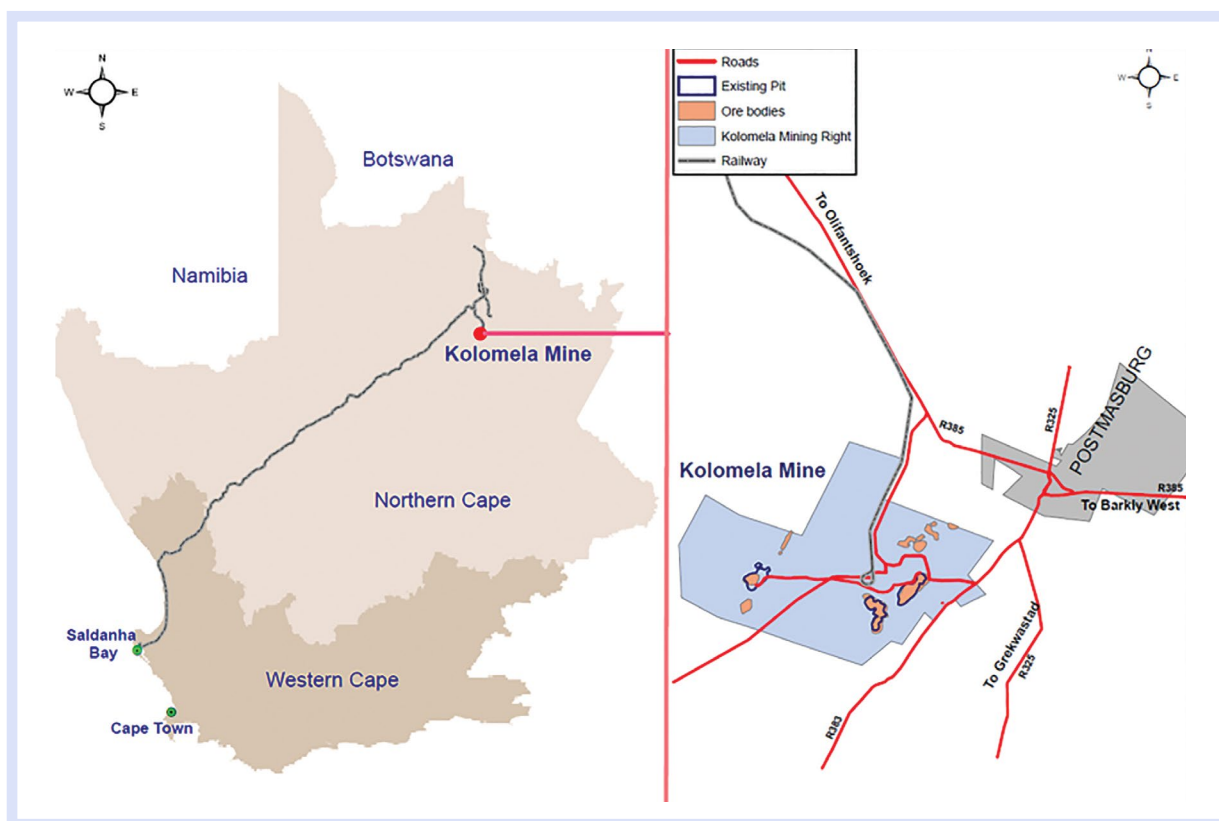 N
W
E
S
Botswana
Namibia
Kolomela Mine
Northern Cape
Saldanha
Bay
Western Cape
Cape Town
N
W
E
S
Roads
Existing Pit
Ore bodies
Kolomela Mining Right
Railway
To Olifantshoek
R385
R325
POSTMASBURG
Kolomela Mine
R385
To Barkly West
To Grekwastad
R325
R383